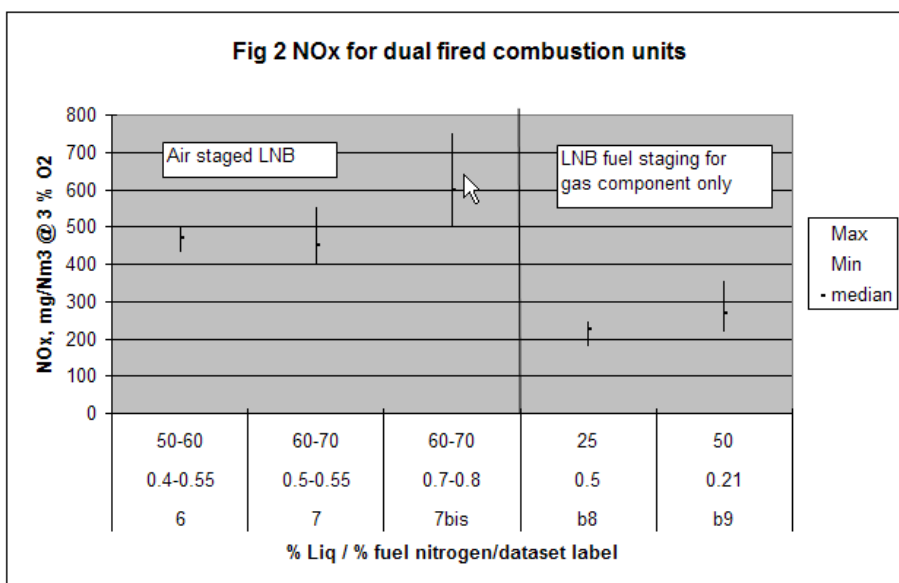 Fig 2 NOx for dual fired combustion units
NOx, mg/Nm3 @ 3 % O2
800
700
600
500
400
300
200
100
0
Air staged LNB
LNB fuel staging for
gas component only
Max
Min
median
50-60 60-70 60-70 25 50
0.4-0.55 0.5-0.55 0.7-0.8 0.5 0.21
6 7 7bis b8 b9
% Liq / % fuel nitrogen/dataset label